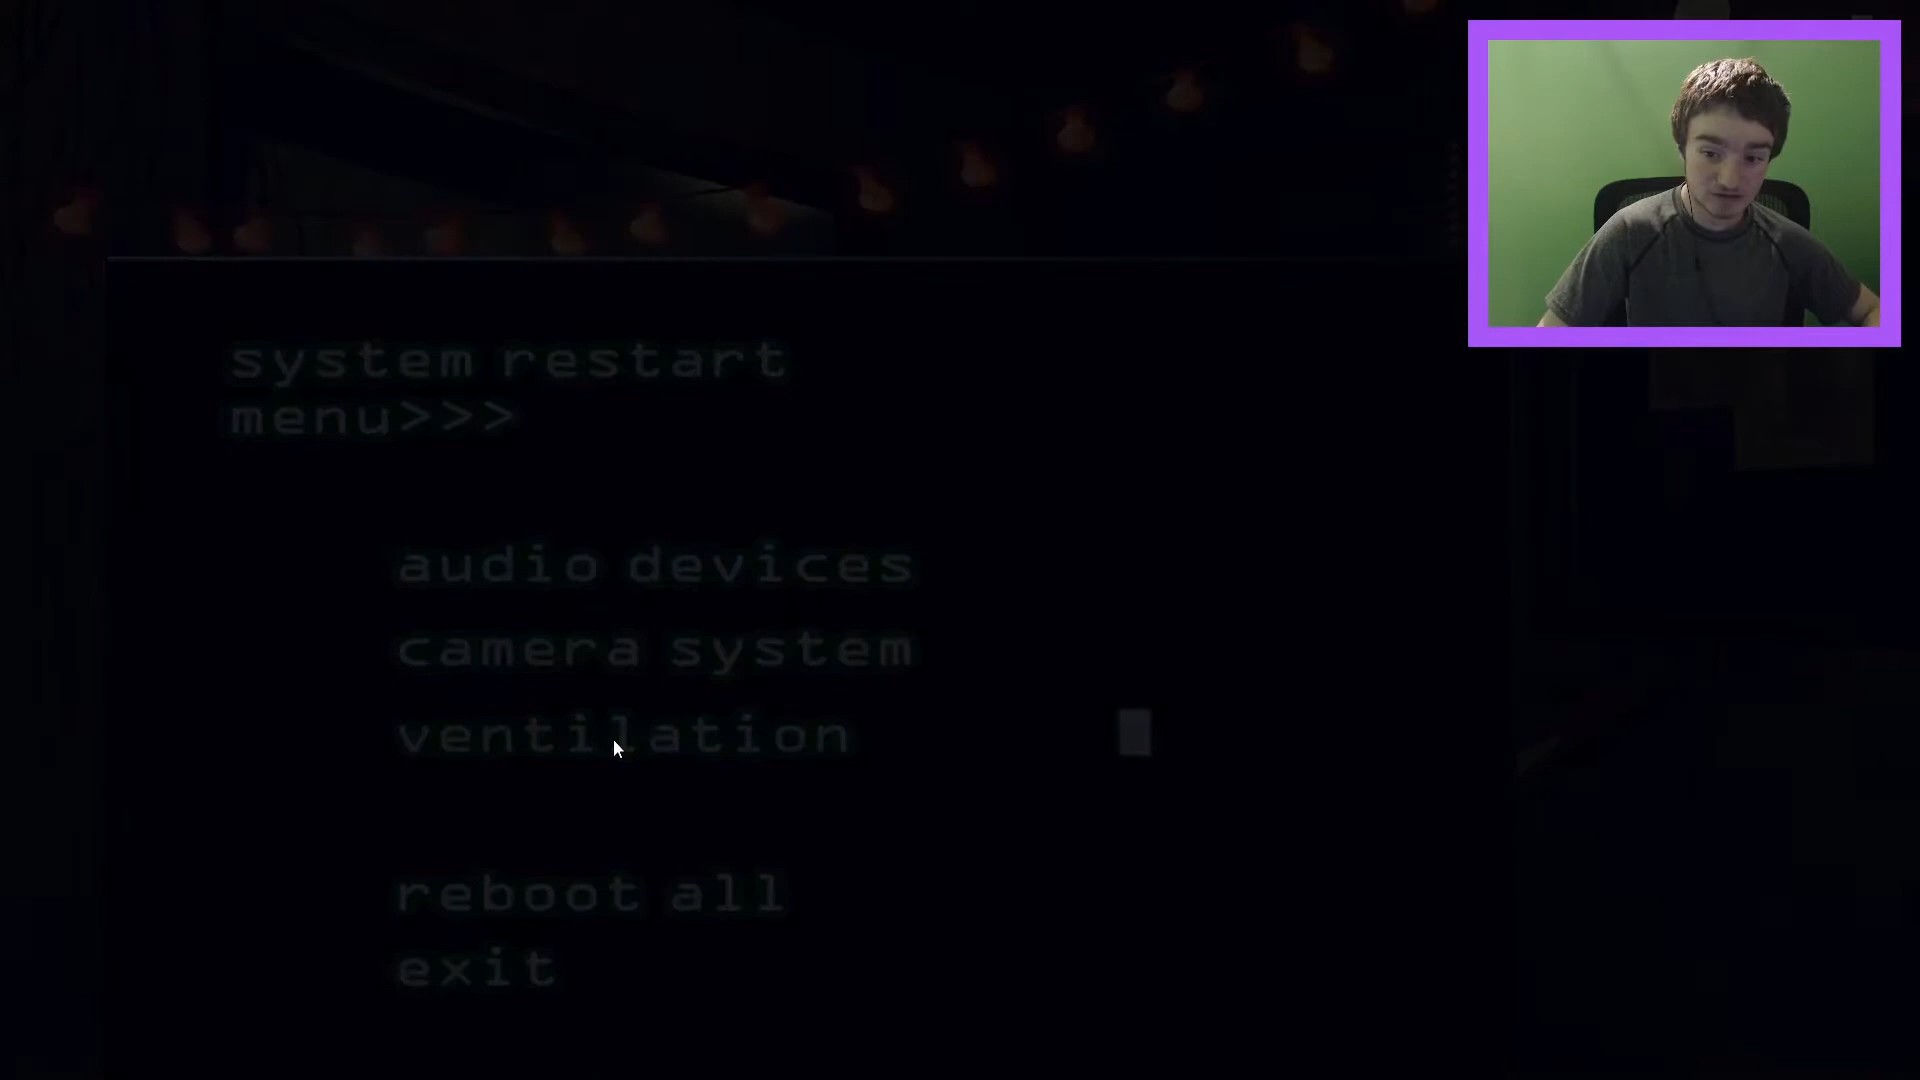 system restart
menu>>>
audio devices
camera system
ventilation
reboot all
exit